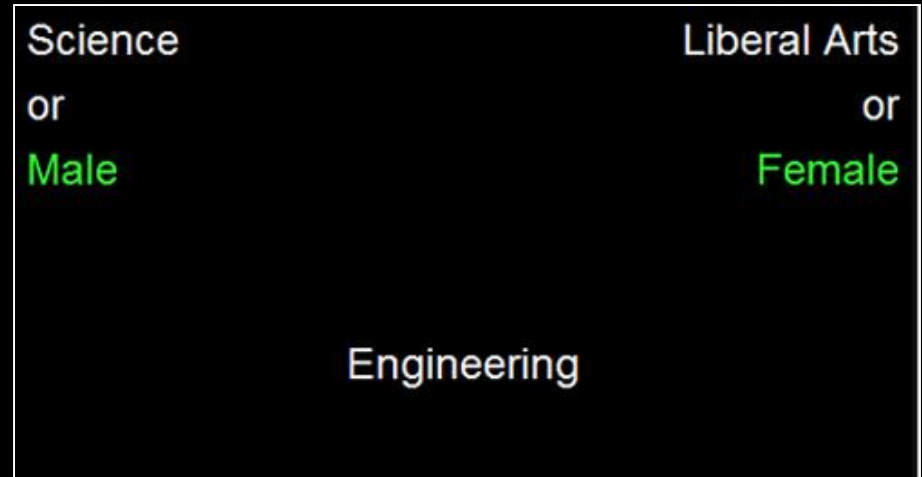 Science
Liberal Arts
or
or
Male
Female
Engineering